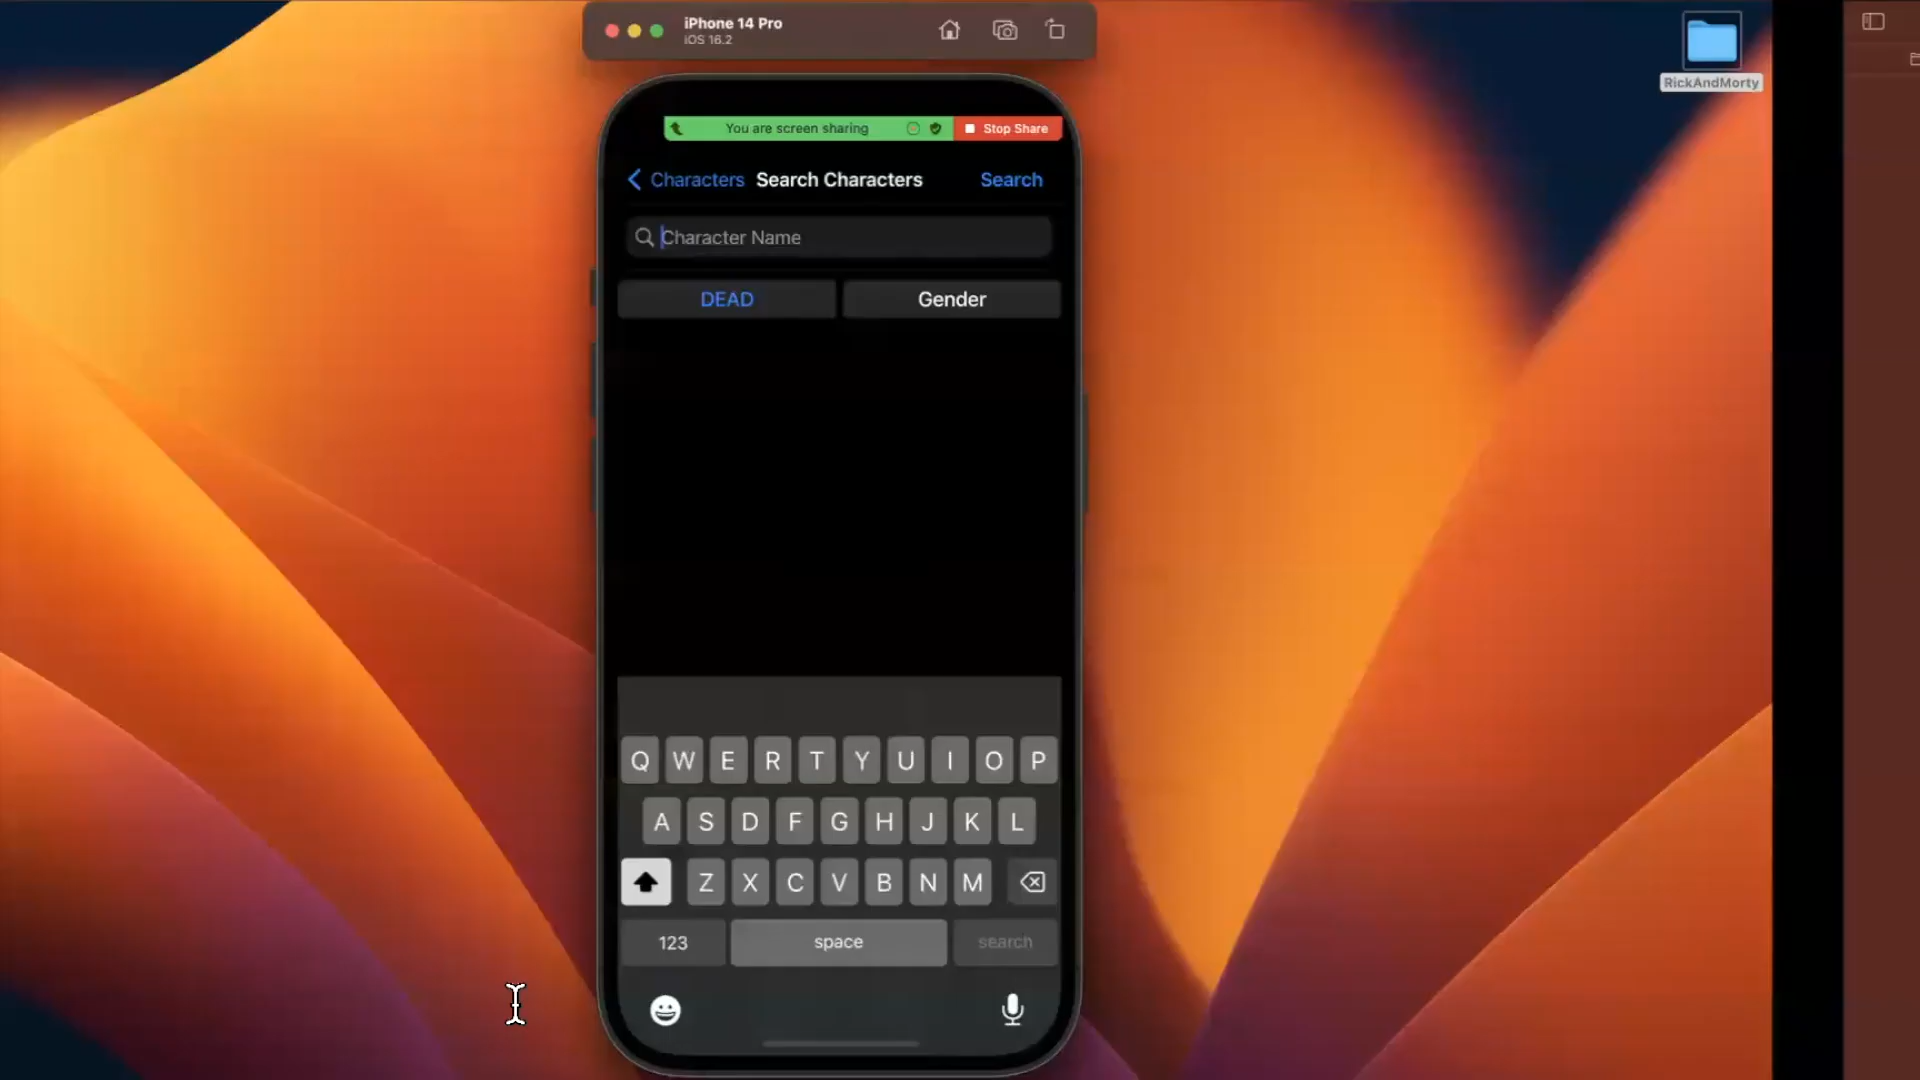 iPhone 14 Pro
iOS 16.2
RickAndMorty
You are screen sharing Stop Share
Characters Search Characters Search
Character Name
DEAD Gender
Q W E R T Y U I O P
A S D F G H J K L
Z X C V B N M
123 space search